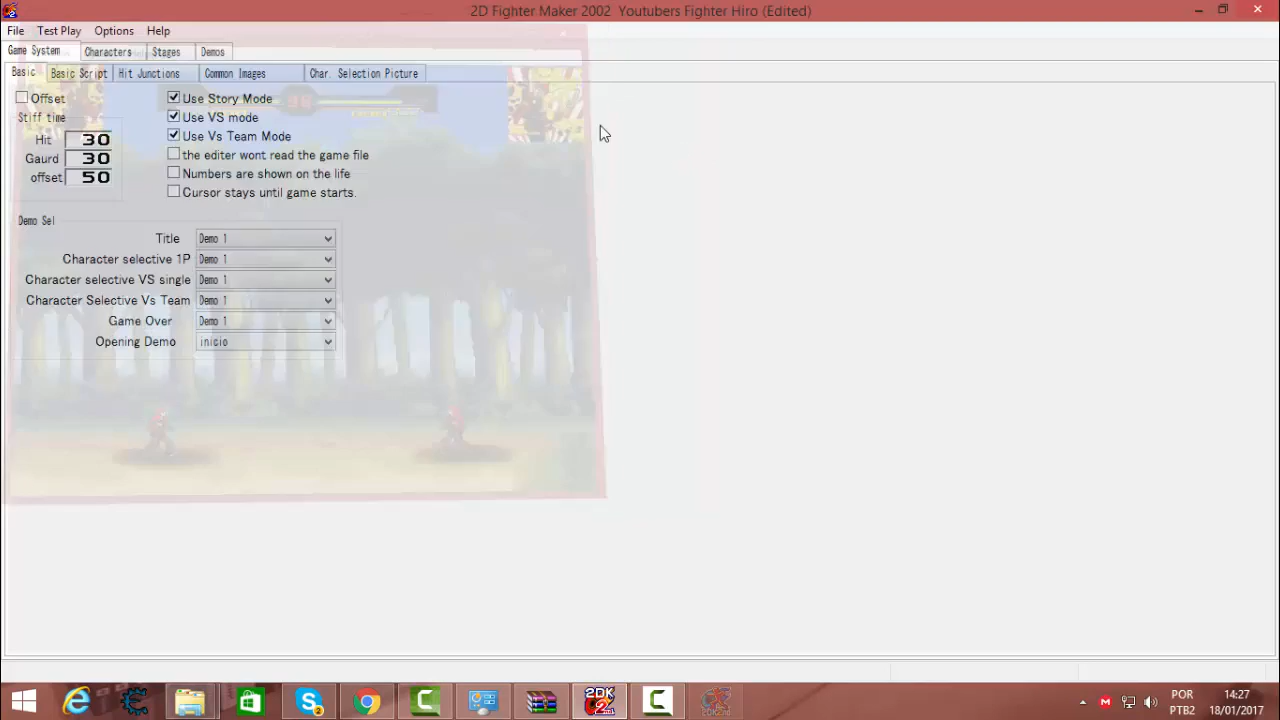 2D Fighter Maker 2002 Youtubers Fighter Hiro (Edited)
File Test Play Options Help
Game System Characters Stages Demos
Basic Basic Script Hit Junctions Common Images Char. Selection Picture
Offset
Use Story Mode
Stiff time
Use VS mode
Hit 30
Use Vs Team Mode
Gaurd 30
the editer wont read the game file
offset 50
Numbers are shown on the life
Cursor stays until game starts.
Demo Sel
Title Demo 1
Character selective 1P Demo 1
Character selective VS single Demo 1
Character Selective Vs Team Demo 1
Game Over Demo 1
Opening Demo inicio
POR 14:27
PTB2 18/01/2017